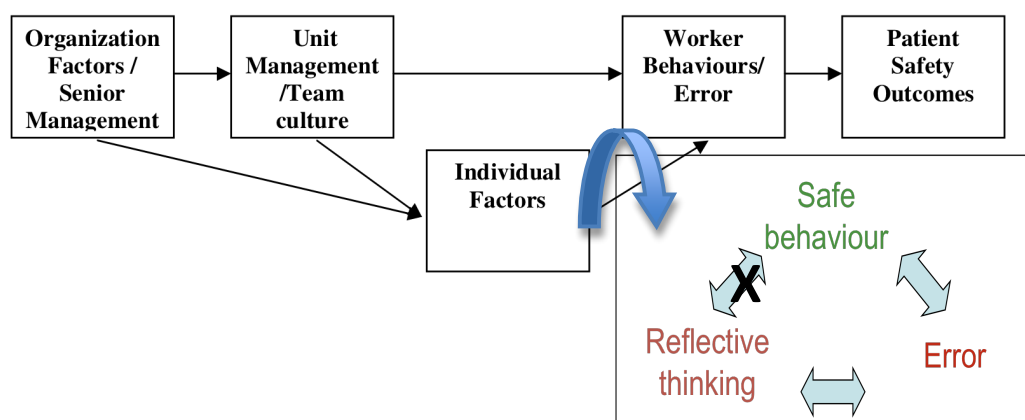 Organization
Factors /
Senior
Management
Unit
Management
/Team
culture
Worker
Behaviours/
Error
Patient
Safety
Outcomes
Individual
Factors
Safe
behaviour
X
Reflective
thinking
Error